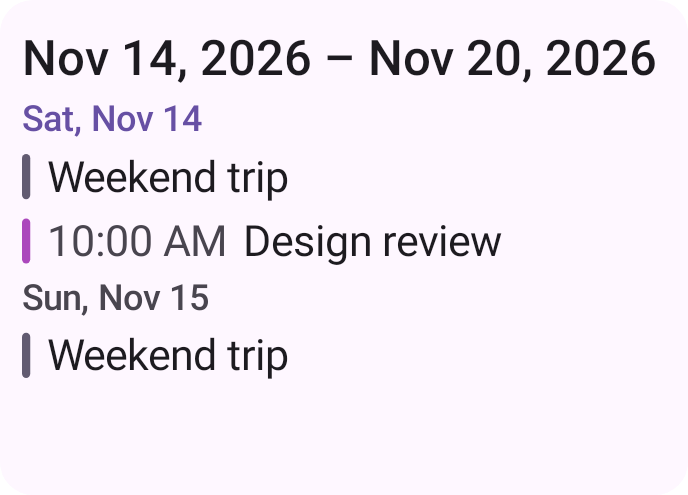 Nov 14, 2026 – Nov 20, 2026
Sat, Nov 14
Weekend trip
10:00 AM Design review
Sun, Nov 15
Weekend trip